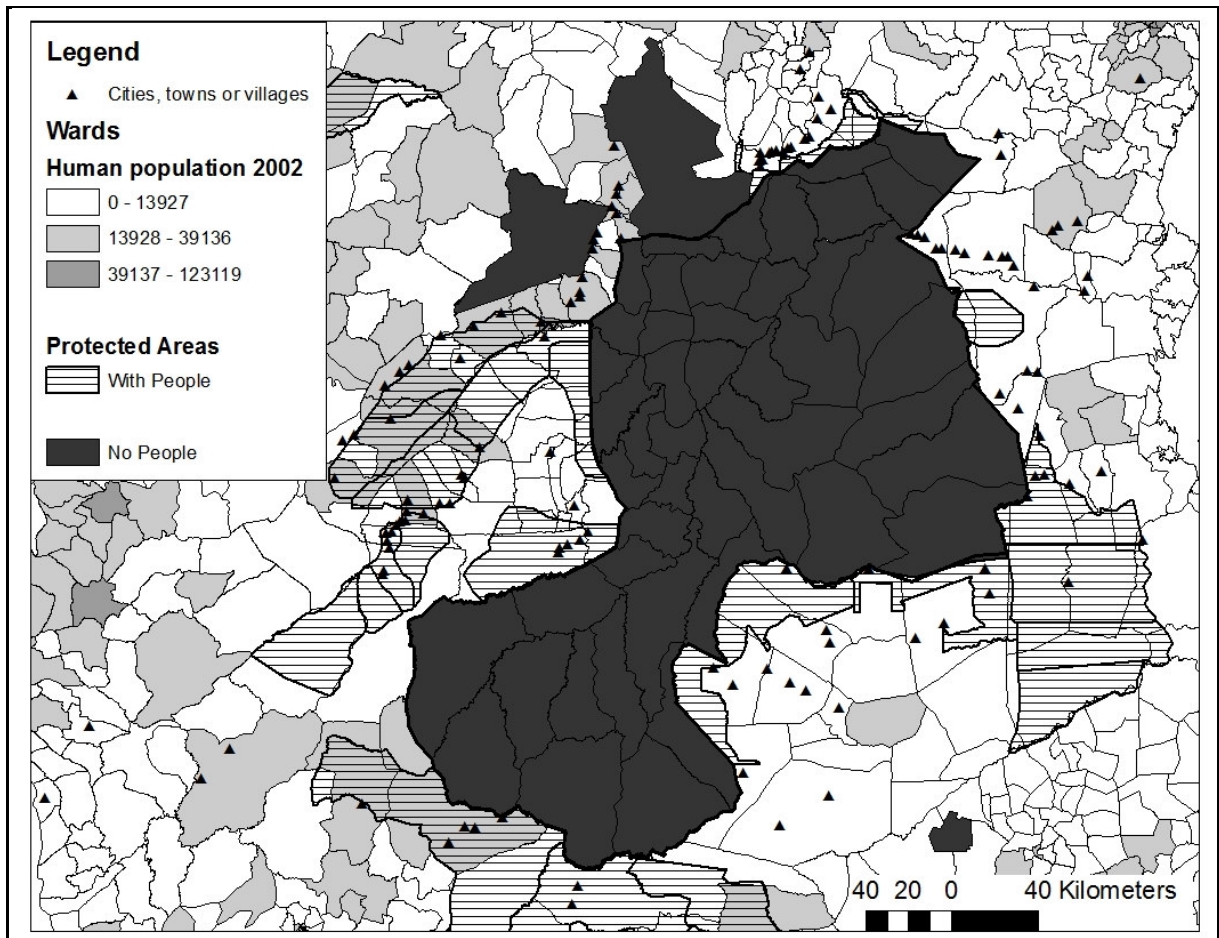 Legend
Cities, towns or villages
Wards
Human population 2002
0 - 13927
13928 - 39136
39137 - 123119
Protected Areas
With People
No People
40 20 0 40 Kilometers